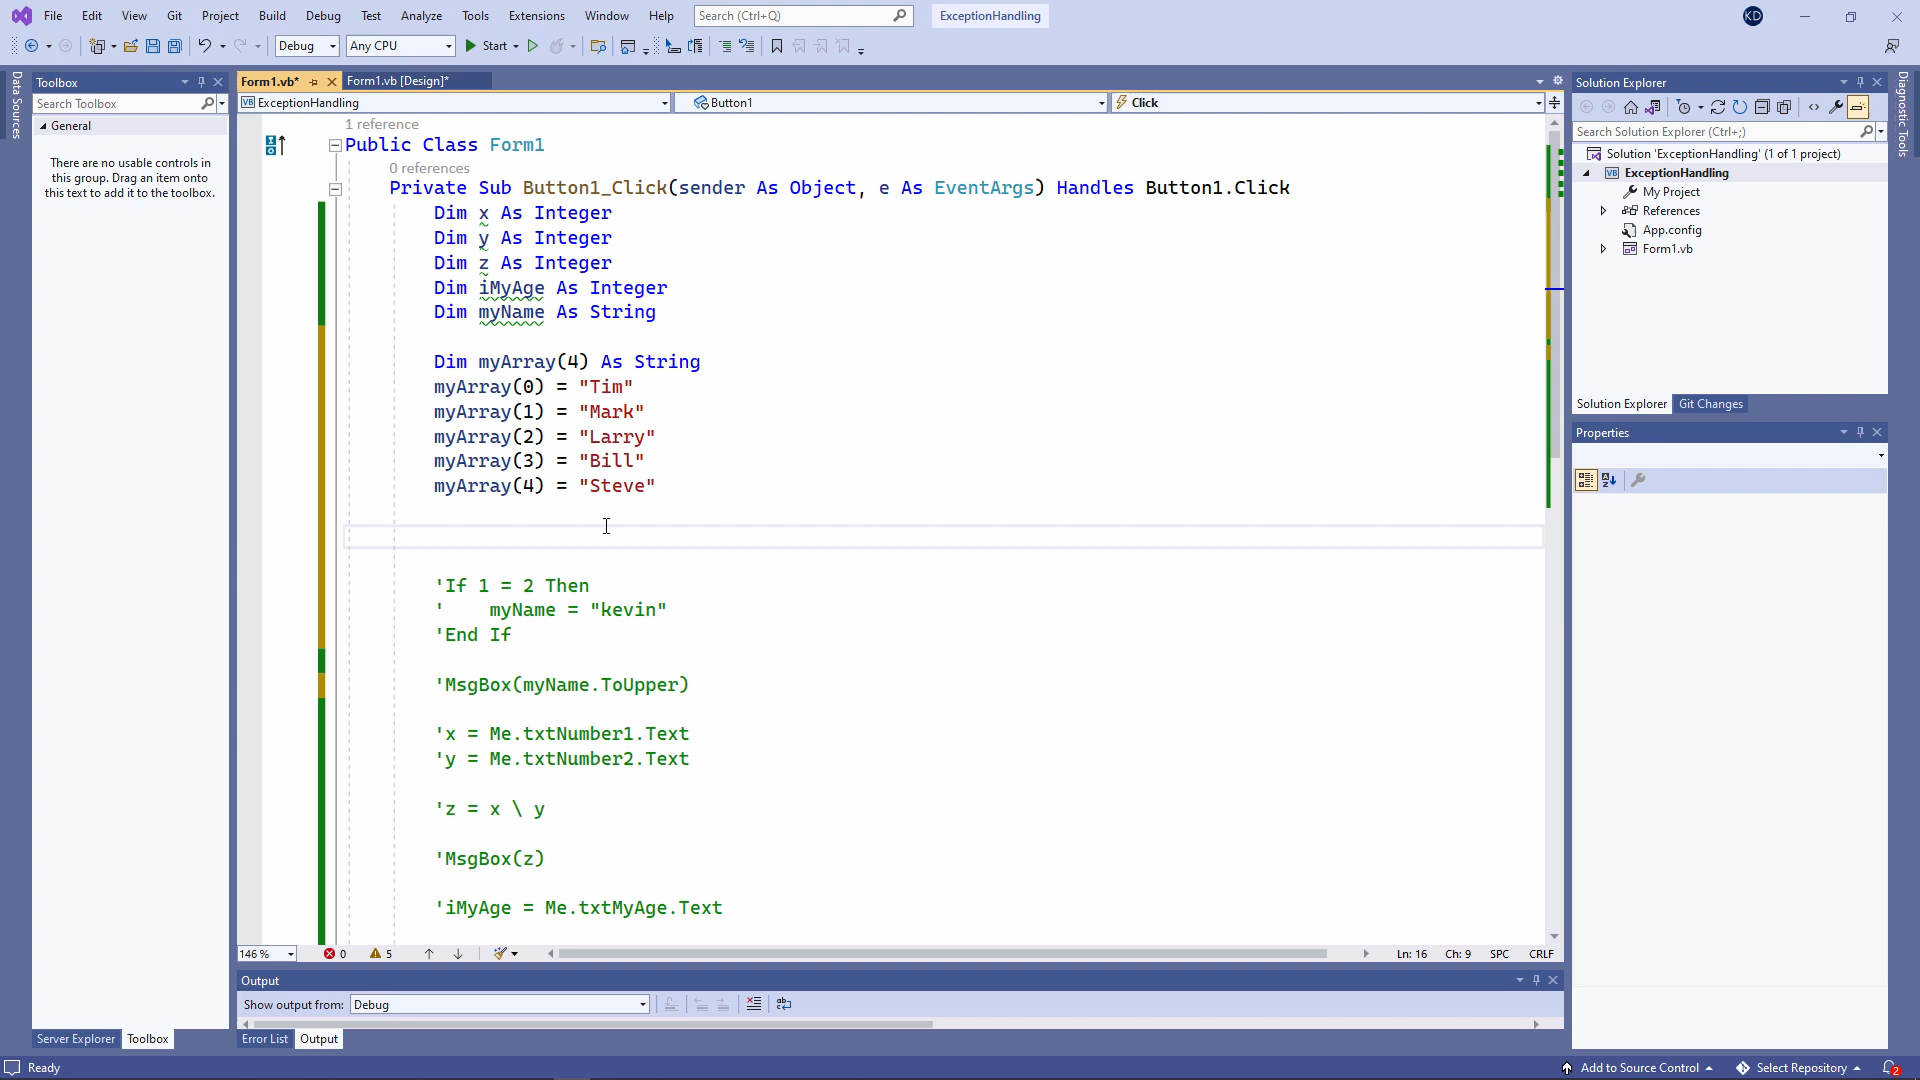 File Edit View Git Project Build Debug Test Analyze Tools Extensions Window Help Search (Ctrl+Q) ExceptionHandling KD
Debug Any CPU Start
Data Sources
Toolbox
Search Toolbox
General
There are no usable controls in
this group. Drag an item onto
this text to add it to the toolbox.
Server Explorer Toolbox
Form1.vb* Form1.vb [Design]*
VB ExceptionHandling Button1 Click
1 reference
Public Class Form1
0 references
Private Sub Button1_Click(sender As Object, e As EventArgs) Handles Button1.Click
Dim x As Integer
Dim y As Integer
Dim z As Integer
Dim iMyAge As Integer
Dim myName As String
Dim myArray(4) As String
myArray(0) = "Tim"
myArray(1) = "Mark"
myArray(2) = "Larry"
myArray(3) = "Bill"
myArray(4) = "Steve"
'If 1 = 2 Then
' myName = "kevin"
'End If
'MsgBox(myName.ToUpper)
'x = Me.txtNumber1.Text
'y = Me.txtNumber2.Text
'z = x \ y
'MsgBox(z)
'iMyAge = Me.txtMyAge.Text
146 % 0 5 Ln: 16 Ch: 9 SPC CRLF
Output
Show output from: Debug
Error List Output
Solution Explorer
Search Solution Explorer (Ctrl+;)
Solution 'ExceptionHandling' (1 of 1 project)
VB ExceptionHandling
My Project
References
App.config
Form1.vb
Solution Explorer Git Changes
Properties
Diagnostic Tools
Ready Add to Source Control Select Repository 2